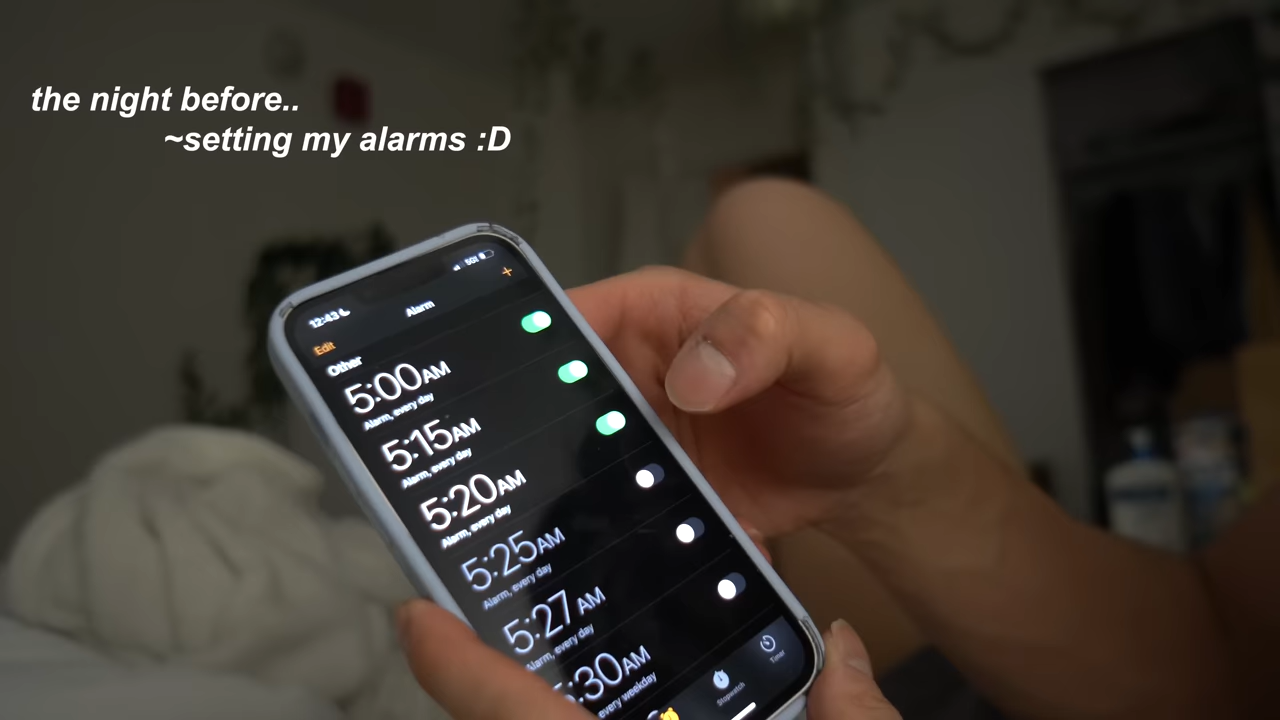 the night before..
~setting my alarms :D
12:43
SOS
Alarm
Edit
Other
5:00AM
Alarm, every day
5:15AM
Alarm, every day
5:20AM
Alarm, every day
5:25AM
Alarm, every day
5:27AM
Alarm, every day
5:30AM
every weekday
Stopwatch
Timer